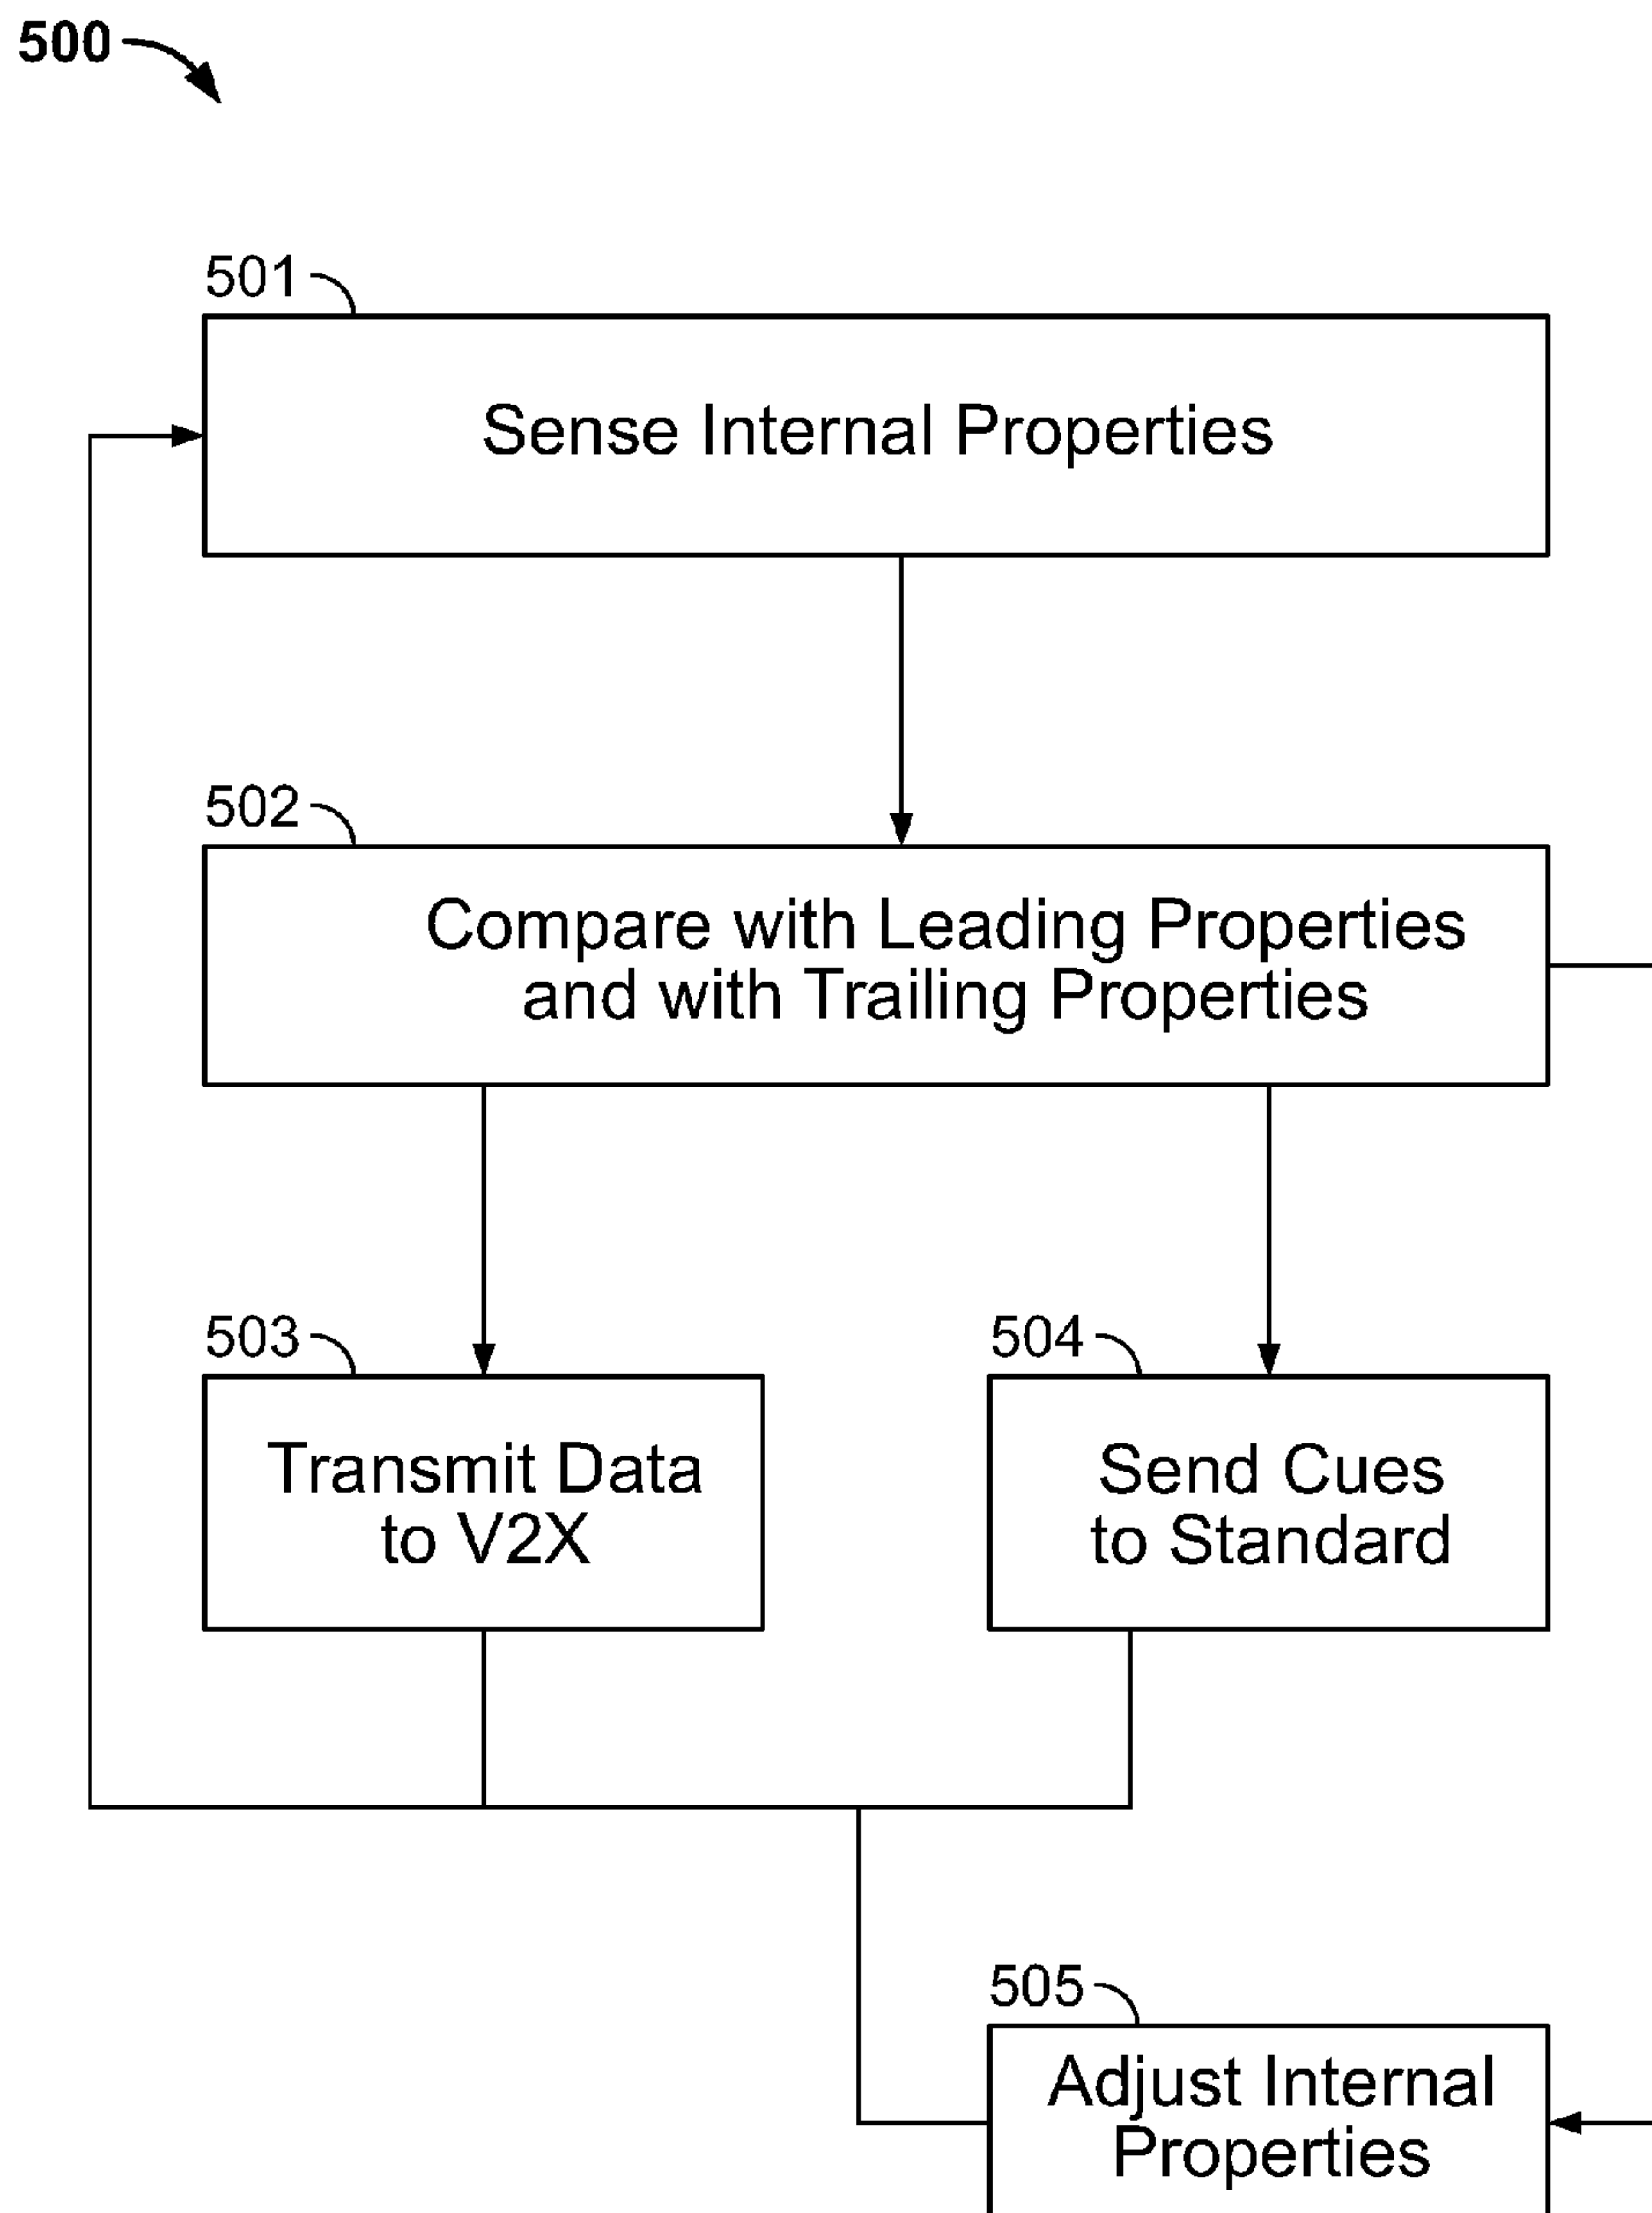 500
501
Sense Internal Properties
502
Compare with Leading Properties
and with Trailing Properties
503
Transmit Data
to V2X
504
Send Cues
to Standard
505
Adjust Internal
Properties